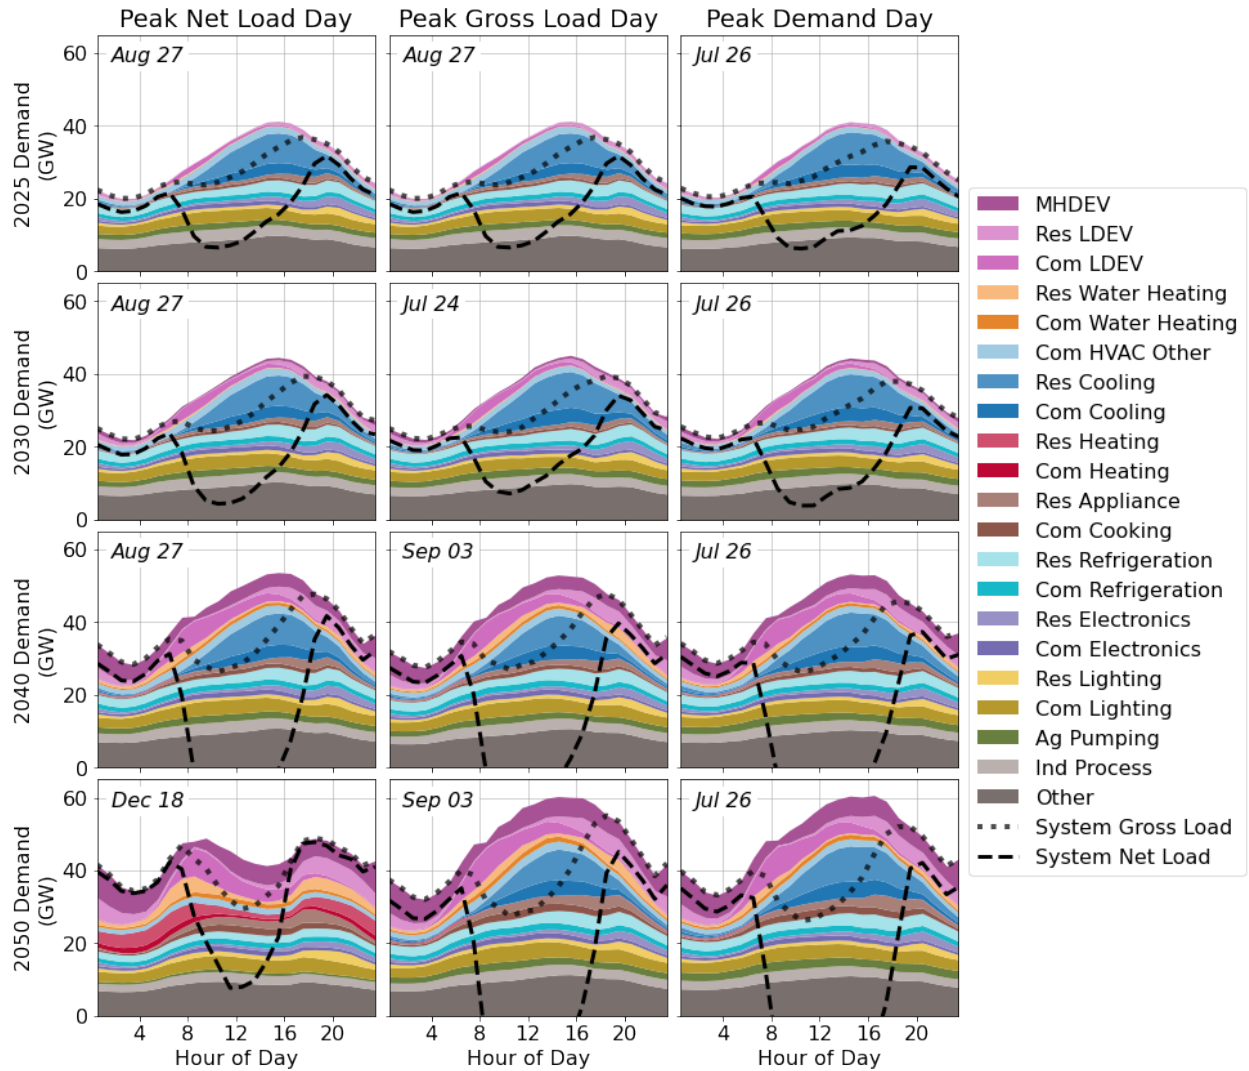 Peak Net Load Day
Peak Gross Load Day
Peak Demand Day
2025 Demand
(GW)
60
40
20
0
Aug 27
Aug 27
Jul 26
2030 Demand
(GW)
60
40
20
0
Aug 27
Jul 24
Jul 26
2040 Demand
(GW)
60
40
20
0
Aug 27
Sep 03
Jul 26
2050 Demand
(GW)
60
40
20
0
Dec 18
Sep 03
Jul 26
4 8 12 16 20
4 8 12 16 20
4 8 12 16 20
Hour of Day
Hour of Day
Hour of Day
MHDEV
Res LDEV
Com LDEV
Res Water Heating
Com Water Heating
Com HVAC Other
Res Cooling
Com Cooling
Res Heating
Com Heating
Res Appliance
Com Cooking
Res Refrigeration
Com Refrigeration
Res Electronics
Com Electronics
Res Lighting
Com Lighting
Ag Pumping
Ind Process
Other
System Gross Load
System Net Load